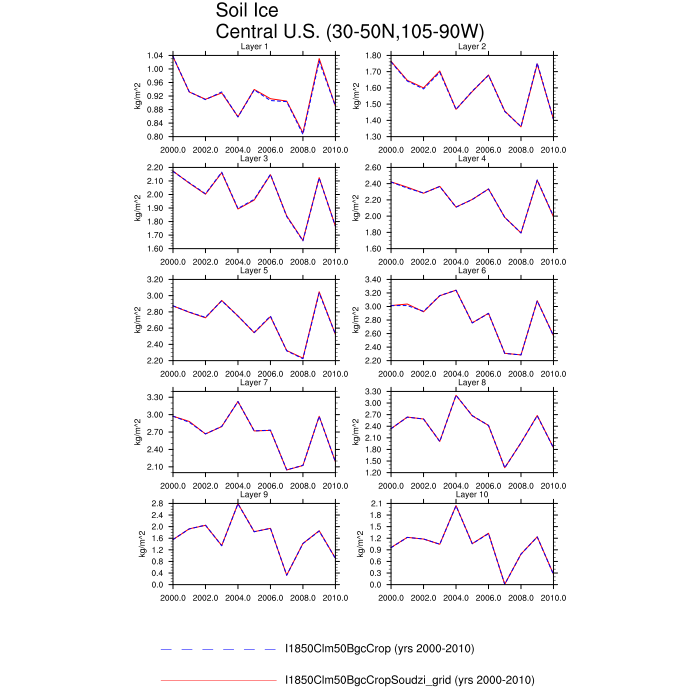 Soil Ice
Central U.S. (30-50N,105-90W)
Layer 1
Layer 2
kg/m^2
1.04
1.00
0.96
0.92
0.88
0.84
0.80
2000.0 2002.0 2004.0 2006.0 2008.0 2010.0
kg/m^2
1.80
1.70
1.60
1.50
1.40
1.30
2000.0 2002.0 2004.0 2006.0 2008.0 2010.0
Layer 3
Layer 4
kg/m^2
2.20
2.10
2.00
1.90
1.80
1.70
1.60
2000.0 2002.0 2004.0 2006.0 2008.0 2010.0
kg/m^2
2.60
2.40
2.20
2.00
1.80
1.60
2000.0 2002.0 2004.0 2006.0 2008.0 2010.0
Layer 5
Layer 6
kg/m^2
3.20
3.00
2.80
2.60
2.40
2.20
2000.0 2002.0 2004.0 2006.0 2008.0 2010.0
kg/m^2
3.40
3.20
3.00
2.80
2.60
2.40
2.20
2000.0 2002.0 2004.0 2006.0 2008.0 2010.0
Layer 7
Layer 8
kg/m^2
3.30
3.00
2.70
2.40
2.10
2000.0 2002.0 2004.0 2006.0 2008.0 2010.0
kg/m^2
3.30
3.00
2.70
2.40
2.10
1.80
1.50
1.20
2000.0 2002.0 2004.0 2006.0 2008.0 2010.0
Layer 9
Layer 10
kg/m^2
2.8
2.4
2.0
1.6
1.2
0.8
0.4
0.0
2000.0 2002.0 2004.0 2006.0 2008.0 2010.0
kg/m^2
2.1
1.8
1.5
1.2
0.9
0.6
0.3
0.0
2000.0 2002.0 2004.0 2006.0 2008.0 2010.0
I1850Clm50BgcCrop (yrs 2000-2010)
I1850Clm50BgcCropSoudzi_grid (yrs 2000-2010)